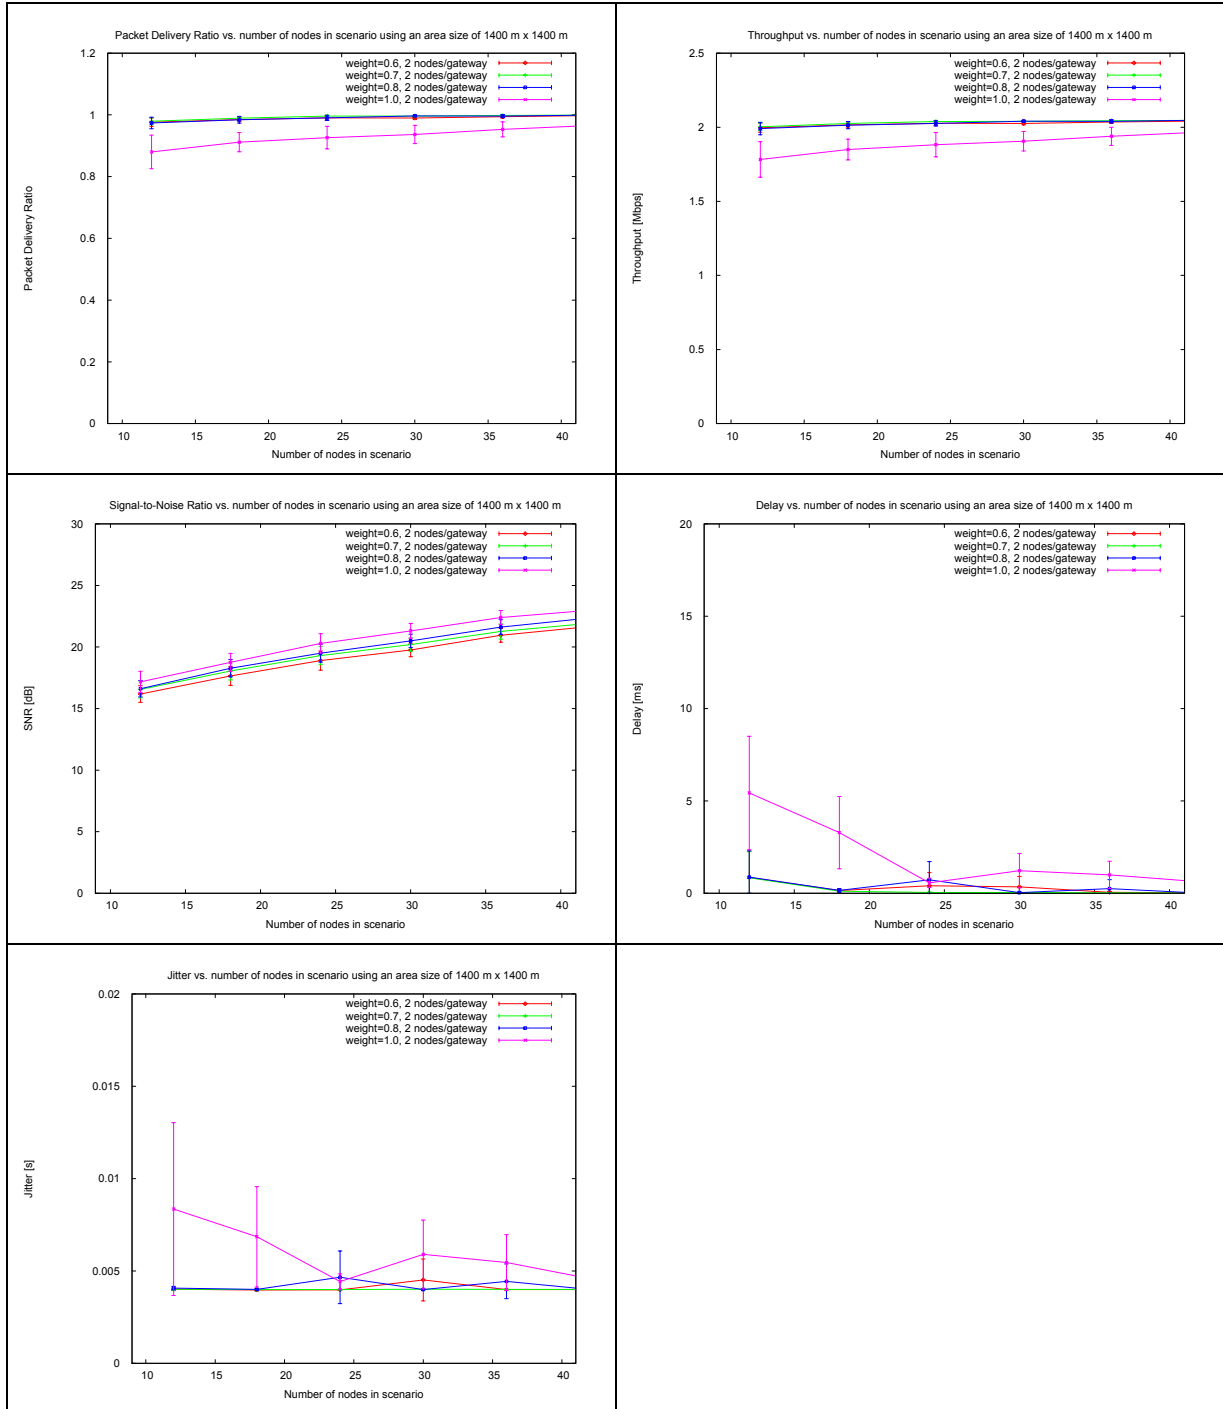 Packet Delivery Ratio vs. number of nodes in scenario using an area size of 1400 m x 1400 m
1.2
1
0.8
0.6
0.4
0.2
0
Packet Delivery Ratio
weight=0.6, 2 nodes/gateway
weight=0.7, 2 nodes/gateway
weight=0.8, 2 nodes/gateway
weight=1.0, 2 nodes/gateway
10 15 20 25 30 35 40
Number of nodes in scenario
Throughput vs. number of nodes in scenario using an area size of 1400 m x 1400 m
2.5
2
1.5
1
0.5
0
Throughput [Mbps]
weight=0.6, 2 nodes/gateway
weight=0.7, 2 nodes/gateway
weight=0.8, 2 nodes/gateway
weight=1.0, 2 nodes/gateway
10 15 20 25 30 35 40
Number of nodes in scenario
Signal-to-Noise Ratio vs. number of nodes in scenario using an area size of 1400 m x 1400 m
30
25
20
15
10
5
0
SNR [dB]
weight=0.6, 2 nodes/gateway
weight=0.7, 2 nodes/gateway
weight=0.8, 2 nodes/gateway
weight=1.0, 2 nodes/gateway
10 15 20 25 30 35 40
Number of nodes in scenario
Delay vs. number of nodes in scenario using an area size of 1400 m x 1400 m
20
15
10
5
0
Delay [ms]
weight=0.6, 2 nodes/gateway
weight=0.7, 2 nodes/gateway
weight=0.8, 2 nodes/gateway
weight=1.0, 2 nodes/gateway
10 15 20 25 30 35 40
Number of nodes in scenario
Jitter vs. number of nodes in scenario using an area size of 1400 m x 1400 m
0.02
0.015
0.01
0.005
0
Jitter [s]
weight=0.6, 2 nodes/gateway
weight=0.7, 2 nodes/gateway
weight=0.8, 2 nodes/gateway
weight=1.0, 2 nodes/gateway
10 15 20 25 30 35 40
Number of nodes in scenario